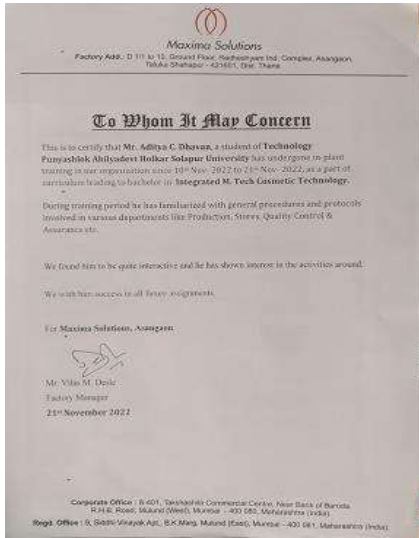 Maxima Solutions
Factory Add.: D 1/1 to 13, Ground Floor, Radheshyam Ind. Complex, Asangaon,
Taluka Shahapur - 421601, Dist. Thane
To Whom It May Concern
This is to certify that Mr. Aditya C. Dhavan, a student of Technology
Punyashlok Ahilyadevi Holkar Solapur University has undergone in-plant
training in our organization since 10th Nov- 2022 to 21st Nov- 2022, as a part of
curriculum leading to bachelor in Integrated M. Tech Cosmetic Technology.
During training period he has familiarized with general procedures and protocols
involved in various departments like Production, Stores, Quality Control &
Assurance etc.
We found him to be quite interactive and he has shown interest in the activities around.
We wish him success in all future assignments.
For Maxima Solutions, Asangaon
Mr. Vilas M. Desle
Factory Manager
21st November 2022
Corporate Office : B-401, Takshashila Commercial Centre, Near Bank of Baroda,
R.H.B. Road, Mulund (West), Mumbai - 400 080, Maharashtra (India).
Regd. Office : 9, Siddhi Vinayak Apt., B.K.Marg, Mulund (East), Mumbai - 400 081, Maharashtra (India)